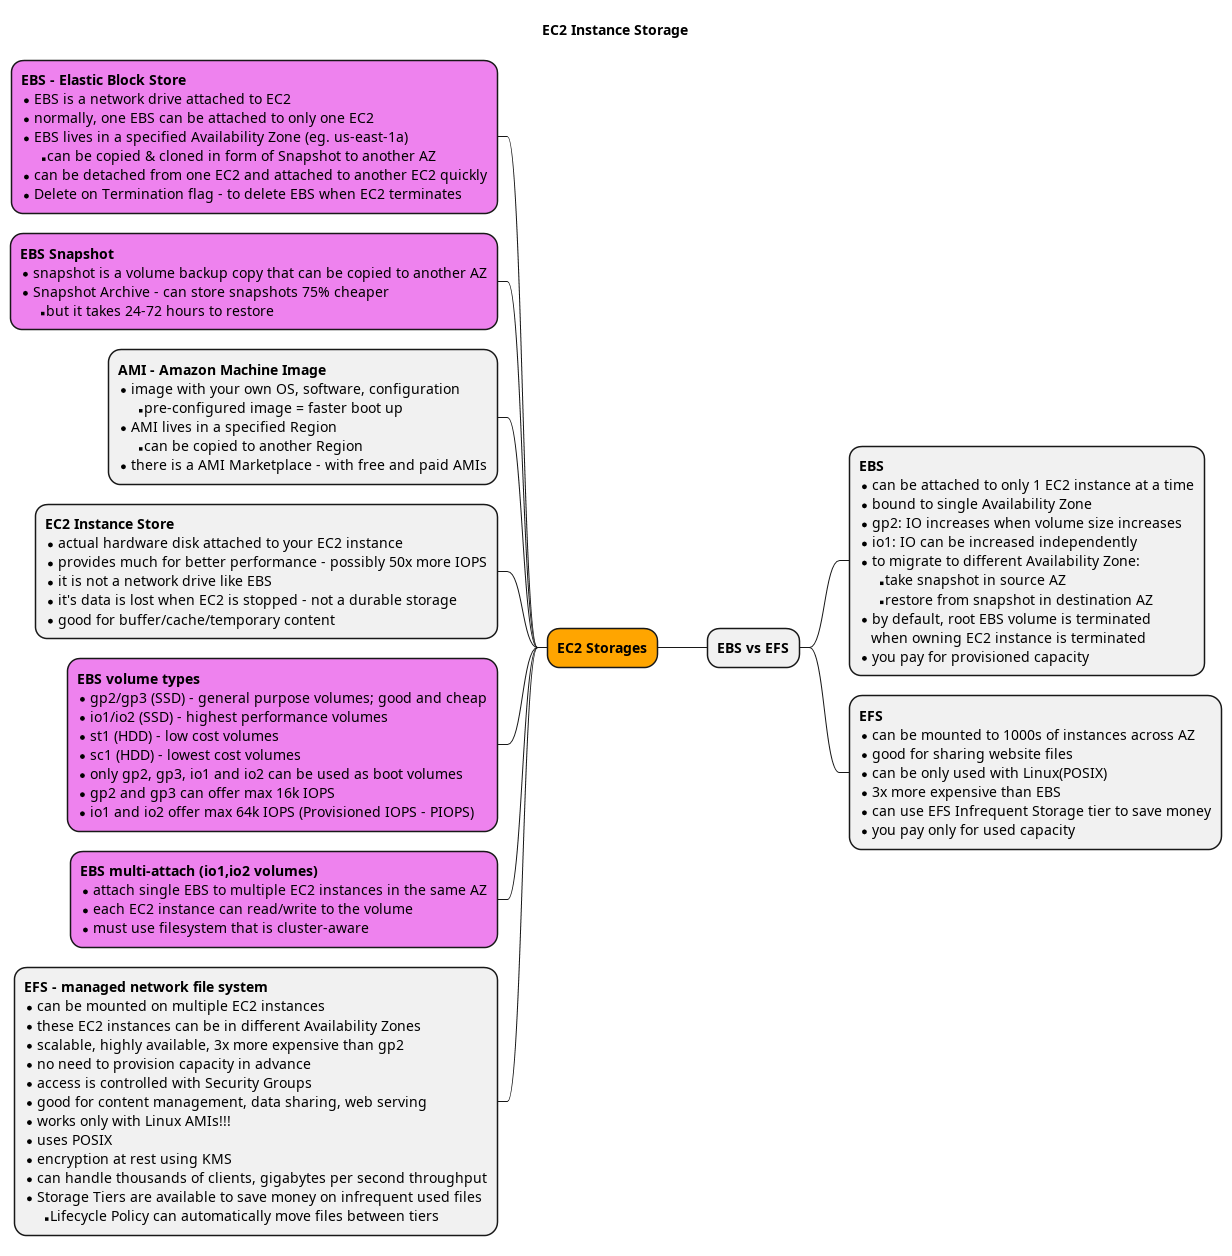 EC2 Instance Storage
EBS - Elastic Block Store
• EBS is a network drive attached to EC2
• normally, one EBS can be attached to only one EC2
• EBS lives in a specified Availability Zone (eg. us-east-1a)
▪ can be copied & cloned in form of Snapshot to another AZ
• can be detached from one EC2 and attached to another EC2 quickly
• Delete on Termination flag - to delete EBS when EC2 terminates
EBS Snapshot
• snapshot is a volume backup copy that can be copied to another AZ
• Snapshot Archive - can store snapshots 75% cheaper
▪ but it takes 24-72 hours to restore
AMI - Amazon Machine Image
• image with your own OS, software, configuration
▪ pre-configured image = faster boot up
• AMI lives in a specified Region
▪ can be copied to another Region
• there is a AMI Marketplace - with free and paid AMIs
EC2 Instance Store
• actual hardware disk attached to your EC2 instance
• provides much for better performance - possibly 50x more IOPS
• it is not a network drive like EBS
• it's data is lost when EC2 is stopped - not a durable storage
• good for buffer/cache/temporary content
EBS volume types
• gp2/gp3 (SSD) - general purpose volumes; good and cheap
• io1/io2 (SSD) - highest performance volumes
• st1 (HDD) - low cost volumes
• sc1 (HDD) - lowest cost volumes
• only gp2, gp3, io1 and io2 can be used as boot volumes
• gp2 and gp3 can offer max 16k IOPS
• io1 and io2 offer max 64k IOPS (Provisioned IOPS - PIOPS)
EBS multi-attach (io1,io2 volumes)
• attach single EBS to multiple EC2 instances in the same AZ
• each EC2 instance can read/write to the volume
• must use filesystem that is cluster-aware
EFS - managed network file system
• can be mounted on multiple EC2 instances
• these EC2 instances can be in different Availability Zones
• scalable, highly available, 3x more expensive than gp2
• no need to provision capacity in advance
• access is controlled with Security Groups
• good for content management, data sharing, web serving
• works only with Linux AMIs!!!
• uses POSIX
• encryption at rest using KMS
• can handle thousands of clients, gigabytes per second throughput
• Storage Tiers are available to save money on infrequent used files
▪ Lifecycle Policy can automatically move files between tiers
EC2 Storages
EBS vs EFS
EBS
• can be attached to only 1 EC2 instance at a time
• bound to single Availability Zone
• gp2: IO increases when volume size increases
• io1: IO can be increased independently
• to migrate to different Availability Zone:
▪ take snapshot in source AZ
▪ restore from snapshot in destination AZ
• by default, root EBS volume is terminated
when owning EC2 instance is terminated
• you pay for provisioned capacity
EFS
• can be mounted to 1000s of instances across AZ
• good for sharing website files
• can be only used with Linux(POSIX)
• 3x more expensive than EBS
• can use EFS Infrequent Storage tier to save money
• you pay only for used capacity